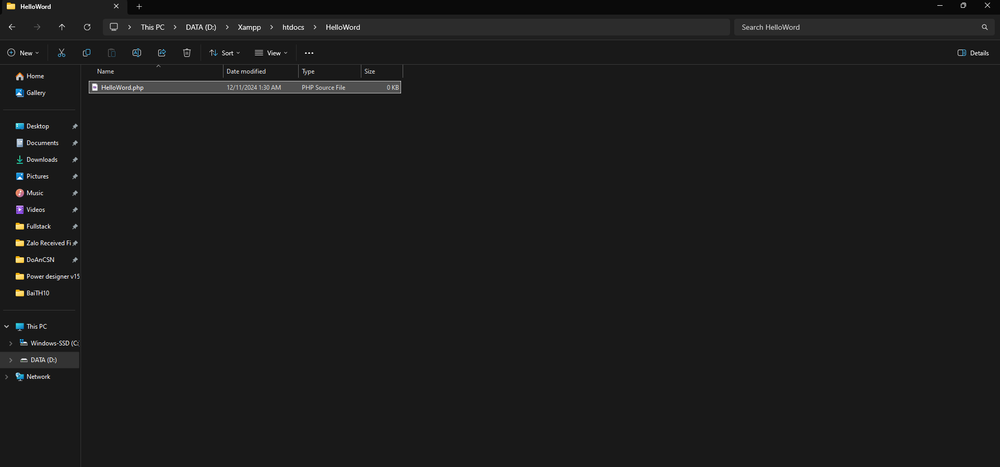 HelloWord
This PC > DATA (D:) > Xampp > htdocs > HelloWord
Search HelloWord
New
Sort
View
Details
Name
Date modified
Type
Size
HelloWord.php
12/11/2024 1:30 AM
PHP Source File
0 KB
Home
Gallery
Desktop
Documents
Downloads
Pictures
Music
Videos
Fullstack
Zalo Received Fi
DoAnCSN
Power designer v15
BaiTH10
This PC
Windows-SSD (C:
DATA (D:)
Network